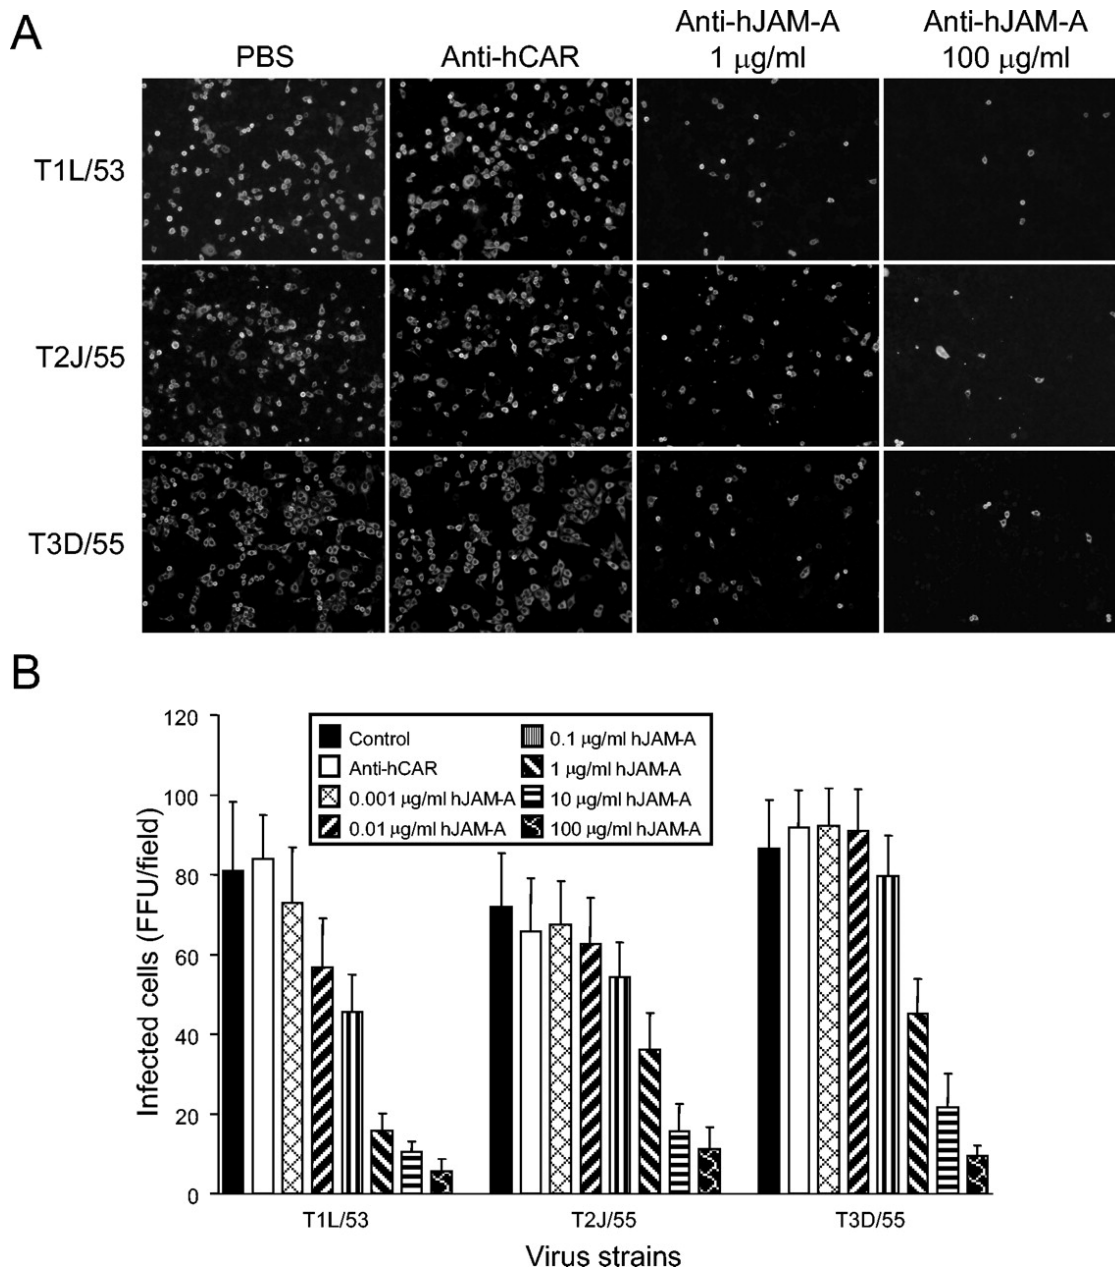 A
PBS
Anti-hCAR
Anti-hJAM-A
1 μg/ml
Anti-hJAM-A
100 μg/ml
T1L/53
T2J/55
T3D/55
B
Infected cells (FFU/field)
120
100
80
60
40
20
0
Control
Anti-hCAR
0.001 μg/ml hJAM-A
0.01 μg/ml hJAM-A
0.1 μg/ml hJAM-A
1 μg/ml hJAM-A
10 μg/ml hJAM-A
100 μg/ml hJAM-A
T1L/53
T2J/55
T3D/55
Virus strains